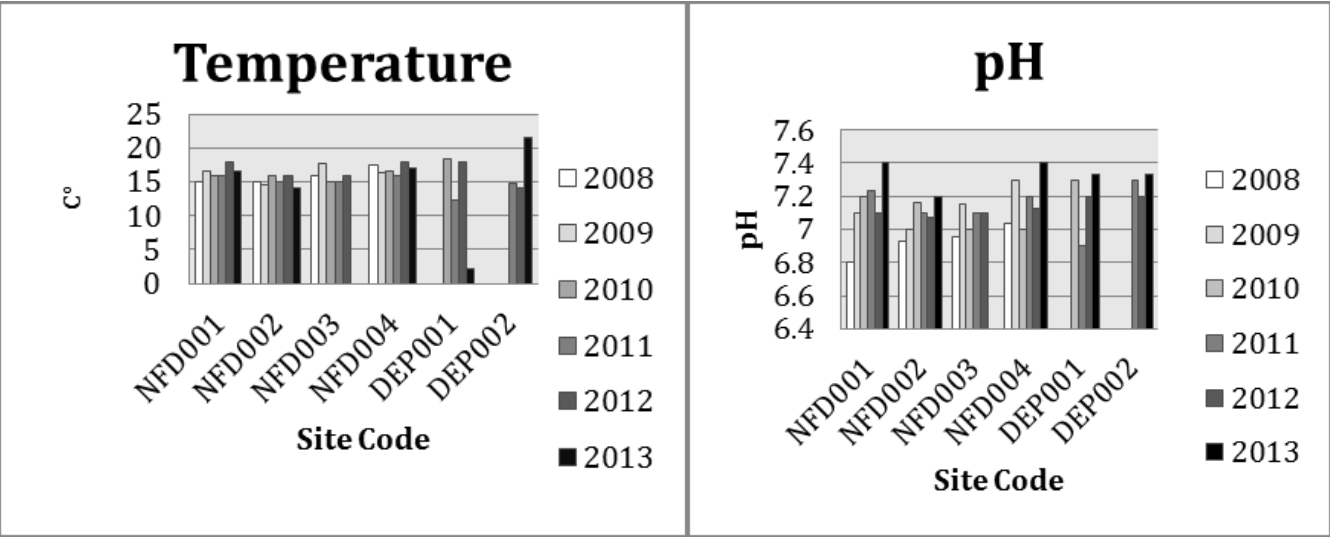 Temperature
25
20
15
10
5
0
C°
NFD001
NFD002
NFD003
NFD004
DEP001
DEP002
Site Code
2008
2009
2010
2011
2012
2013
pH
7.6
7.4
7.2
7
6.8
6.6
6.4
pH
NFD001
NFD002
NFD003
NFD004
DEP001
DEP002
Site Code
2008
2009
2010
2011
2012
2013